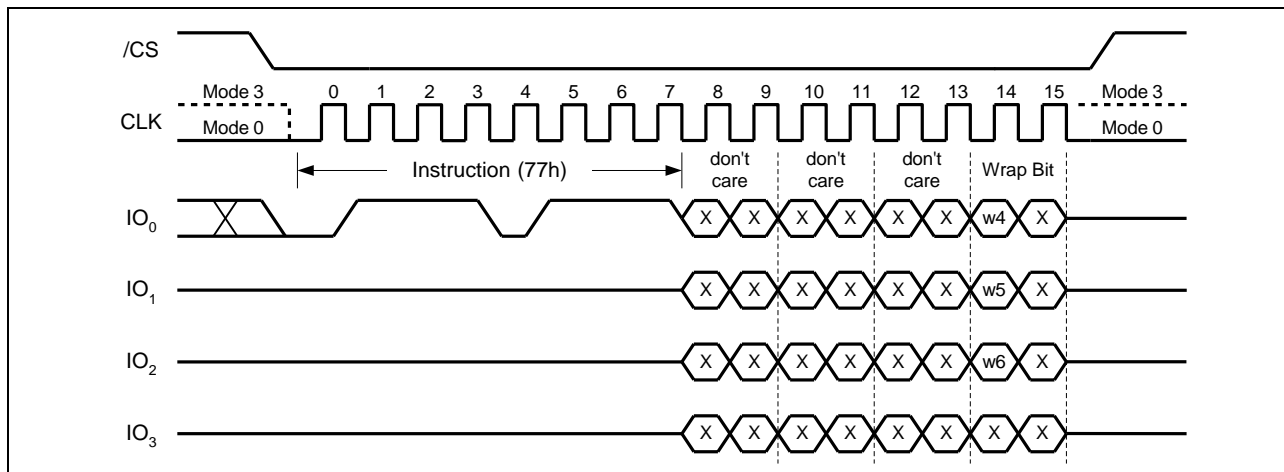 /CS
Mode 3 0 1 2 3 4 5 6 7 8 9 10 11 12 13 14 15 Mode 3
CLK
Mode 0 Mode 0
Instruction (77h) don't care don't care don't care Wrap Bit
IO0 X X X X X X w4 X
IO1 X X X X X X w5 X
IO2 X X X X X X w6 X
IO3 X X X X X X X X